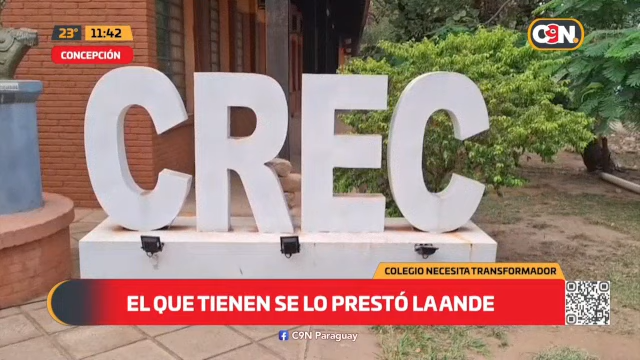 23°
11:42
CONCEPCIÓN
C9N
CREC
COLEGIO NECESITA TRANSFORMADOR
EL QUE TIENEN SE LO PRESTÓ LA ANDE
C9N Paraguay